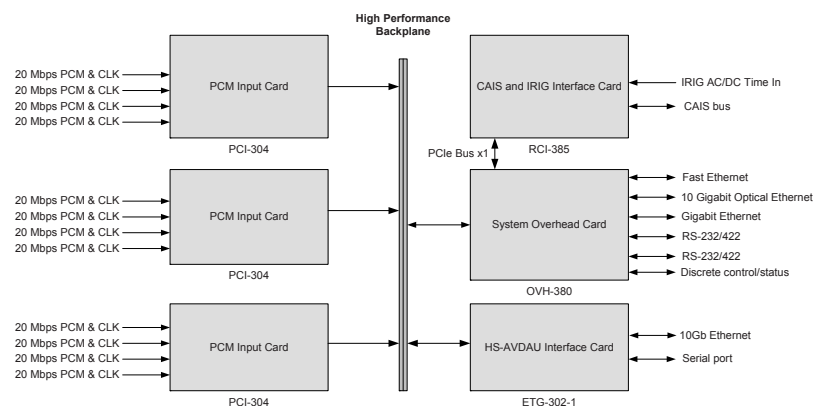 High Performance
Backplane
20 Mbps PCM & CLK
20 Mbps PCM & CLK
20 Mbps PCM & CLK
20 Mbps PCM & CLK
PCM Input Card
PCI-304
CAIS and IRIG Interface Card
IRIG AC/DC Time In
CAIS bus
RCI-385
PCIe Bus x1
20 Mbps PCM & CLK
20 Mbps PCM & CLK
20 Mbps PCM & CLK
20 Mbps PCM & CLK
PCM Input Card
PCI-304
System Overhead Card
Fast Ethernet
10 Gigabit Optical Ethernet
Gigabit Ethernet
RS-232/422
RS-232/422
Discrete control/status
OVH-380
20 Mbps PCM & CLK
20 Mbps PCM & CLK
20 Mbps PCM & CLK
20 Mbps PCM & CLK
PCM Input Card
PCI-304
HS-AVDAU Interface Card
10Gb Ethernet
Serial port
ETG-302-1